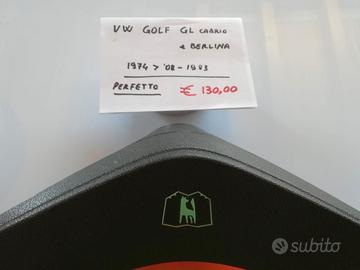 VW GOLF GL CABRIO
e BERLINA
1974 > '08 - 1983
PERFETTO € 130,00
subito